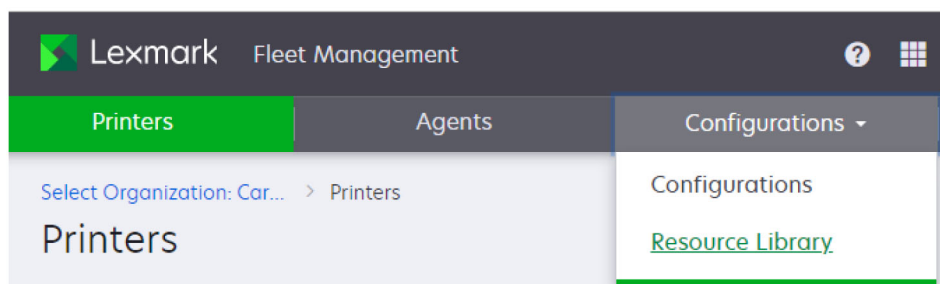 Lexmark Fleet Management
Printers Agents Configurations
Select Organization: Car... > Printers
Printers
Configurations
Resource Library